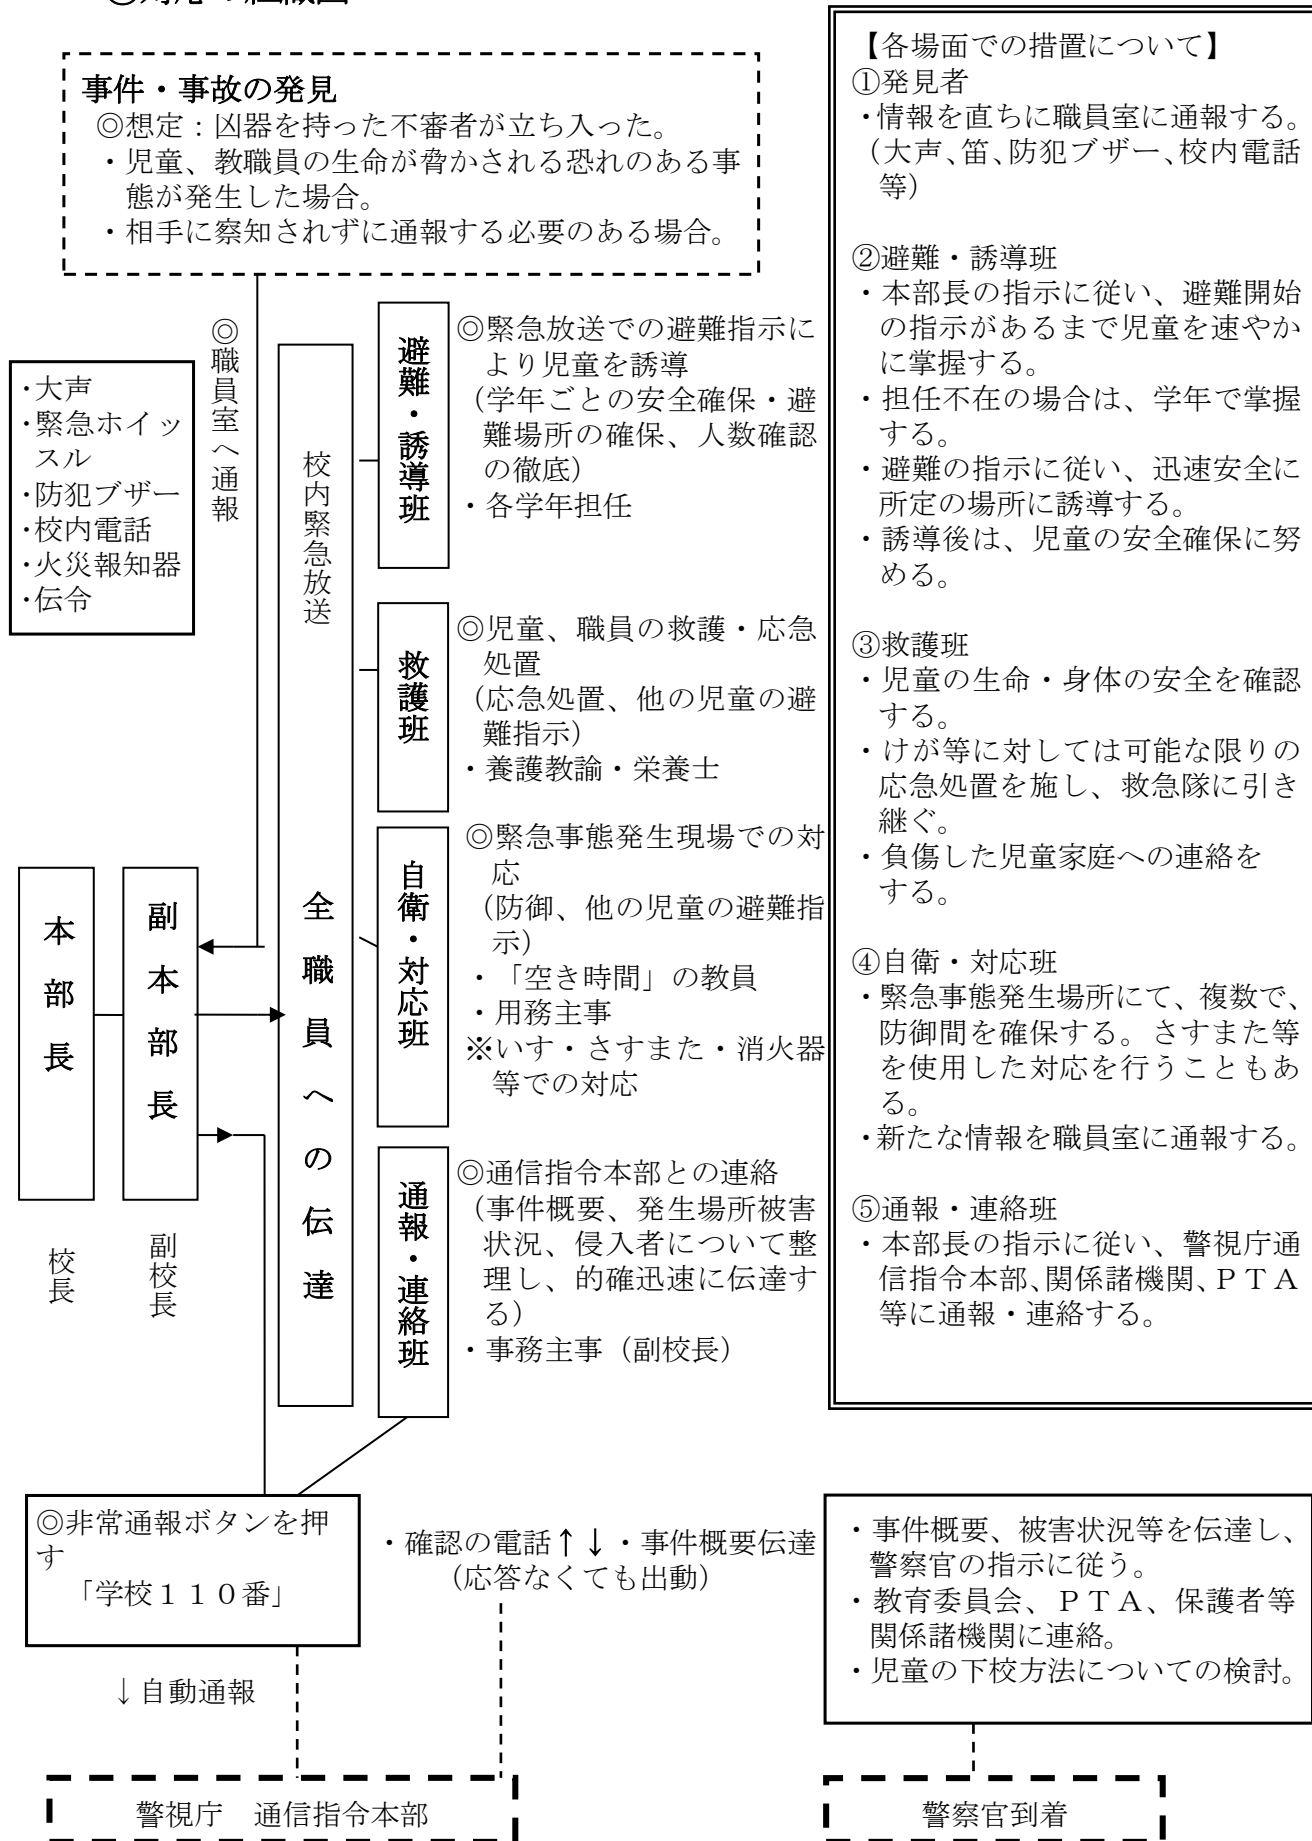 事件・事故の発見
◎想定：凶器を持った不審者が立ち入った。
・児童、教職員の生命が脅かされる恐れのある事
態が発生した場合。
・相手に察知されずに通報する必要のある場合。
◎職員室へ通報
・大声
・緊急ホイッ
スル
・防犯ブザー
・校内電話
・火災報知器
・伝令
本部長
校長
副本部長
副校長
校内緊急放送
全職員への伝達
避難・誘導班
◎緊急放送での避難指示に
より児童を誘導
(学年ごとの安全確保・避
難場所の確保、人数確認
の徹底)
・各学年担任
救護班
◎児童、職員の救護・応急
処置
(応急処置、他の児童の避
難指示)
・養護教諭・栄養士
自衛・対応班
◎緊急事態発生現場での対
応
(防御、他の児童の避難指
示)
・「空き時間」の教員
・用務主事
※いす・さすまた・消火器
等での対応
通報・連絡班
◎通信指令本部との連絡
(事件概要、発生場所被害
状況、侵入者について整
理し、的確迅速に伝達す
る)
・事務主事（副校長）
【各場面での措置について】
①発見者
・情報を直ちに職員室に通報する。
（大声、笛、防犯ブザー、校内電話
等）
②避難・誘導班
・本部長の指示に従い、避難開始
の指示があるまで児童を速やか
に掌握する。
・担任不在の場合は、学年で掌握
する。
・避難の指示に従い、迅速安全に
所定の場所に誘導する。
・誘導後は、児童の安全確保に努
める。
③救護班
・児童の生命・身体の安全を確認
する。
・けが等に対しては可能な限りの
応急処置を施し、救急隊に引き
継ぐ。
・負傷した児童家庭への連絡を
する。
④自衛・対応班
・緊急事態発生場所にて、複数で、
防御間を確保する。さすまた等
を使用した対応を行うこともあ
る。
・新たな情報を職員室に通報する。
⑤通報・連絡班
・本部長の指示に従い、警視庁通
信指令本部、関係諸機関、ＰＴＡ
等に通報・連絡する。
◎非常通報ボタンを押
す
「学校１１０番」
↓自動通報
・確認の電話↑↓・事件概要伝達
（応答なくても出動）
警視庁　通信指令本部
・事件概要、被害状況等を伝達し、
警察官の指示に従う。
・教育委員会、ＰＴＡ、保護者等
関係諸機関に連絡。
・児童の下校方法についての検討。
警察官到着